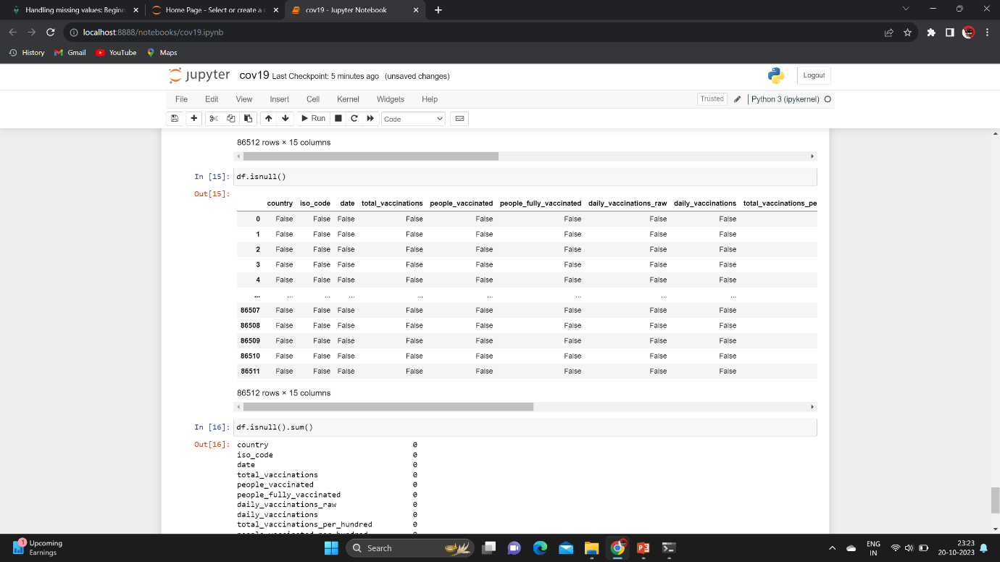 Handling missing values: Beginn
Home Page - Select or create a n
cov19 - Jupyter Notebook
localhost:8888/notebooks/cov19.ipynb
History Gmail YouTube Maps
jupyter cov19 Last Checkpoint: 5 minutes ago (unsaved changes) Logout
File Edit View Insert Cell Kernel Widgets Help Trusted Python 3 (ipykernel)
Run Code
86512 rows × 15 columns
In [15]: df.isnull()
Out[15]:
country iso_code date total_vaccinations people_vaccinated people_fully_vaccinated daily_vaccinations_raw daily_vaccinations total_vaccinations_pe
0 False False False False False False False False
1 False False False False False False False False
2 False False False False False False False False
3 False False False False False False False False
4 False False False False False False False False
... ... ... ... ... ... ... ... ...
86507 False False False False False False False False
86508 False False False False False False False False
86509 False False False False False False False False
86510 False False False False False False False False
86511 False False False False False False False False
86512 rows × 15 columns
In [16]: df.isnull().sum()
Out[16]: country 0
iso_code 0
date 0
total_vaccinations 0
people_vaccinated 0
people_fully_vaccinated 0
daily_vaccinations_raw 0
daily_vaccinations 0
total_vaccinations_per_hundred 0
1 Upcoming
Earnings
Search
ENG
IN
23:23
20-10-2023